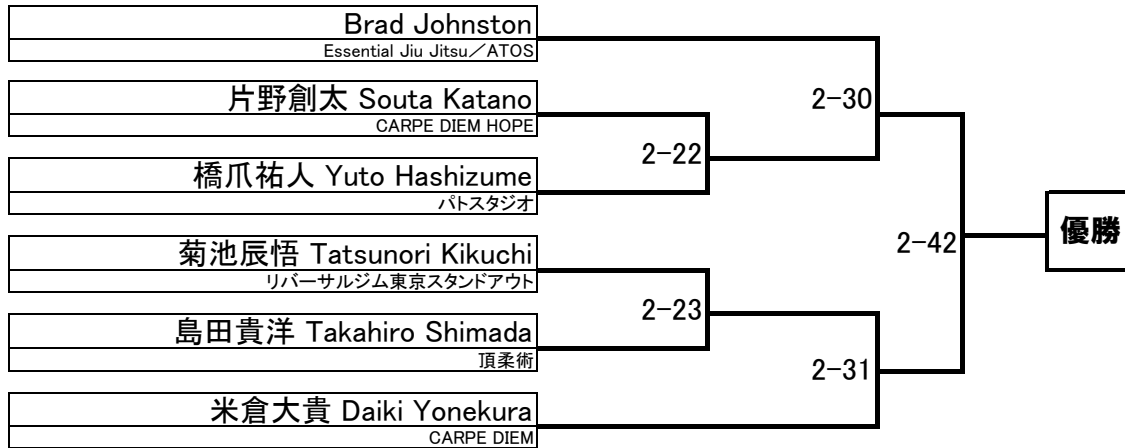 Brad Johnston
Essential Jiu Jitsu／ATOS
片野創太 Souta Katano
CARPE DIEM HOPE
橋爪祐人 Yuto Hashizume
パトスタジオ
菊池辰悟 Tatsunori Kikuchi
リバーサルジム東京スタンドアウト
島田貴洋 Takahiro Shimada
頂柔術
米倉大貴 Daiki Yonekura
CARPE DIEM
2-22
2-23
2-30
2-31
2-42
優勝